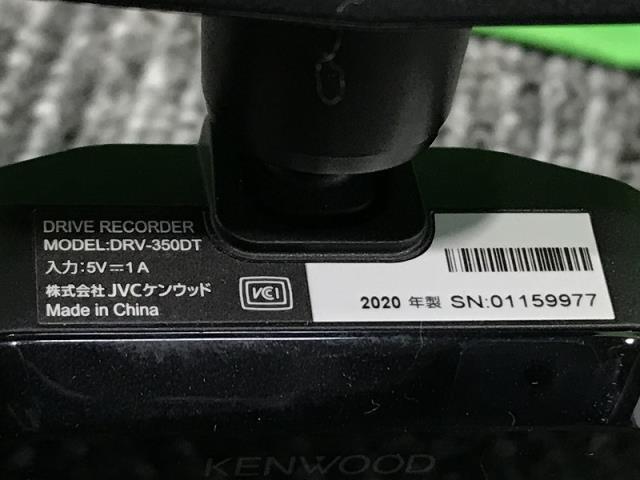 DRIVE RECORDER
MODEL:DRV-350DT
入力:5V⎓1A
株式会社JVCケンウッド
Made in China
VCI
2020 年製 SN:01159977
KENWOOD